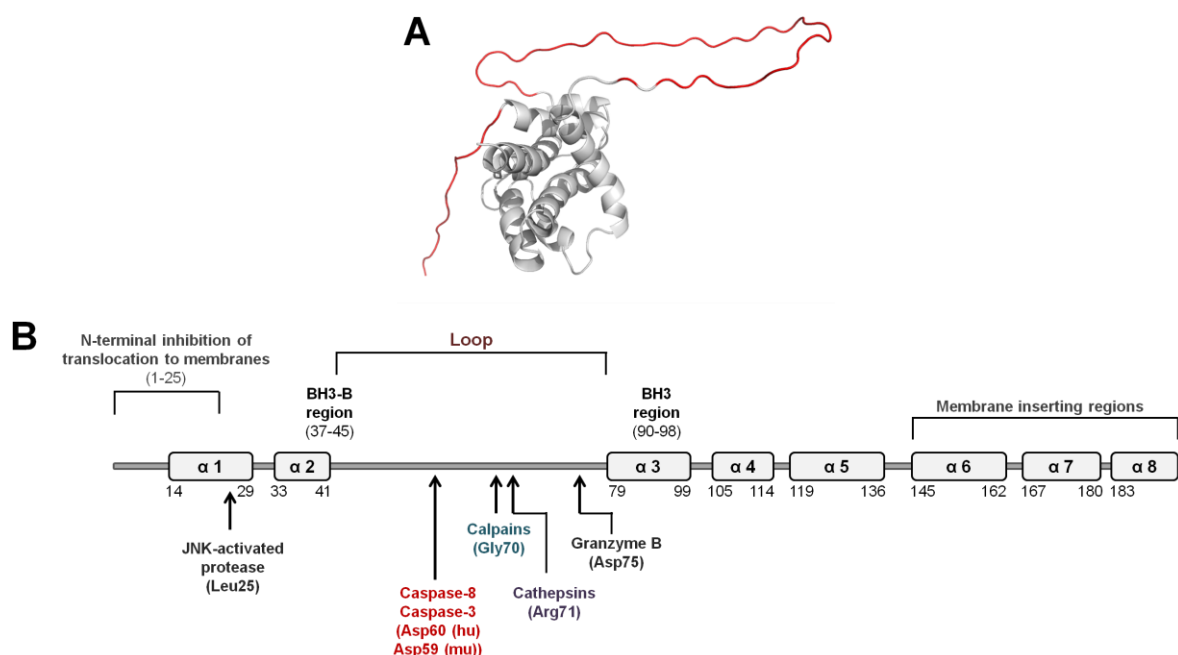 A
B
N-terminal inhibition of
translocation to membranes
(1-25)
Loop
BH3-B
region
(37-45)
BH3
region
(90-98)
Membrane inserting regions
α 1
α 2
α 3
α 4
α 5
α 6
α 7
α 8
14 29 33 41 79 99 105 114 119 136 145 162 167 180 183
JNK-activated
protease
(Leu25)
Caspase-8
Caspase-3
(Asp60 (hu)
Asp59 (mu))
Calpains
(Gly70)
Cathepsins
(Arg71)
Granzyme B
(Asp75)